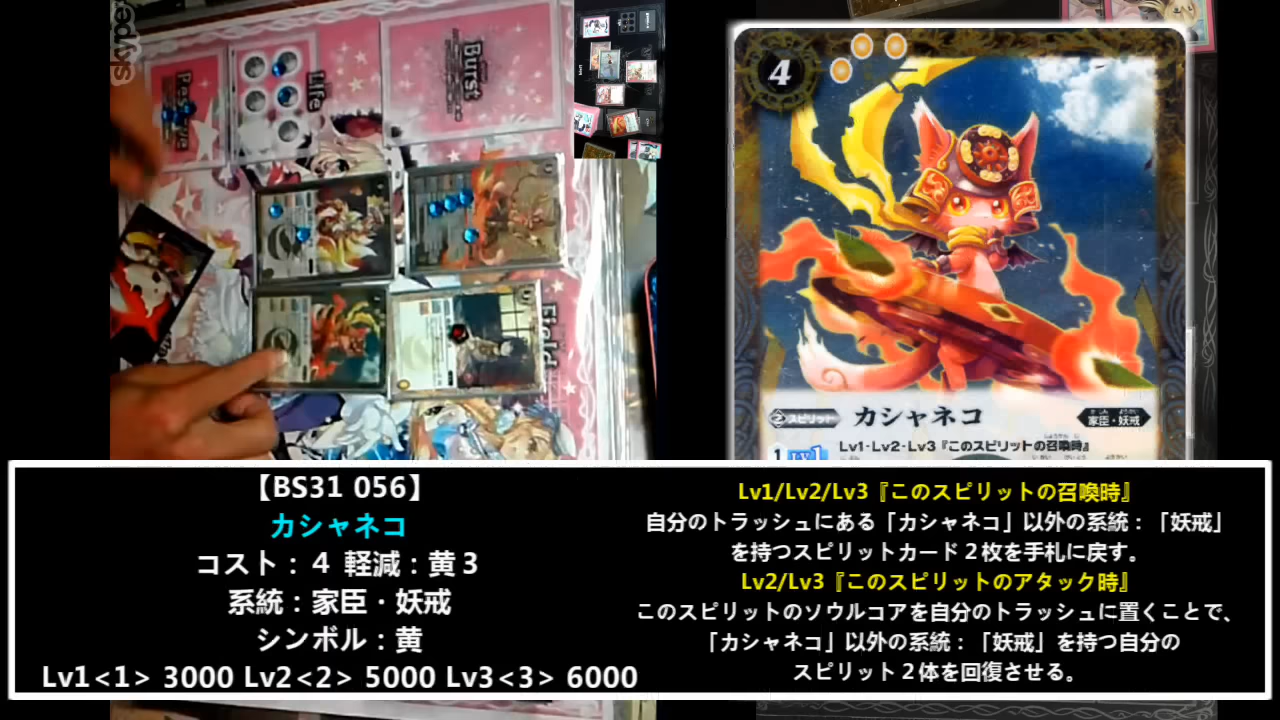 skype
Reserve
Life
Burst
Field
4
②スピリット カシャネコ 家臣・妖戒
1 LV1 Lv1・Lv2・Lv3『このスピリットの召喚時』
【BS31 056】
カシャネコ
コスト：４ 軽減：黄３
系統：家臣・妖戒
シンボル：黄
Lv1<1> 3000 Lv2<2> 5000 Lv3<3> 6000
Lv1/Lv2/Lv3『このスピリットの召喚時』
自分のトラッシュにある「カシャネコ」以外の系統：「妖戒」
を持つスピリットカード２枚を手札に戻す。
Lv2/Lv3『このスピリットのアタック時』
このスピリットのソウルコアを自分のトラッシュに置くことで、
「カシャネコ」以外の系統：「妖戒」を持つ自分の
スピリット２体を回復させる。